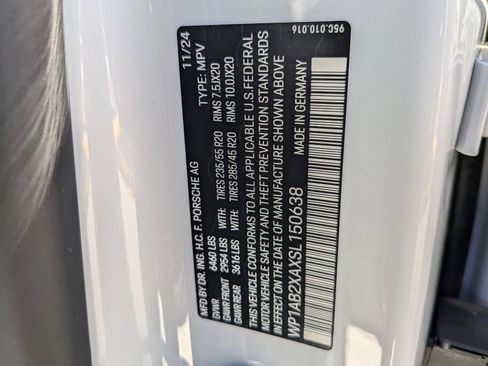 MFD BY DR. ING. H.C. F. PORSCHE AG 11/24
GVWR 6460 LBS TYPE: MPV
GAWR FRONT 2954 LBS WITH: TIRES 235/55 R20 RIMS 7.5JX20
GAWR REAR 3616 LBS WITH: TIRES 285/45 R20 RIMS 10.0JX20
THIS VEHICLE CONFORMS TO ALL APPLICABLE U.S. FEDERAL
MOTOR VEHICLE SAFETY AND THEFT PREVENTION STANDARDS
IN EFFECT ON THE DATE OF MANUFACTURE SHOWN ABOVE
WP1AB2XAXSL150638 MADE IN GERMANY
95C.010.016